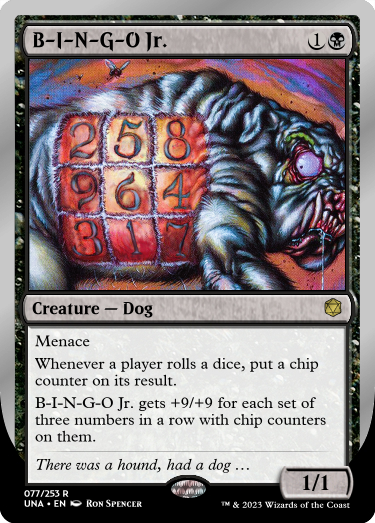 B-I-N-G-O Jr. 1
2 5 8
9 6 4
3 1 7
Creature — Dog
Menace
Whenever a player rolls a dice, put a chip
counter on its result.
B-I-N-G-O Jr. gets +9/+9 for each set of
three numbers in a row with chip counters
on them.
There was a hound, had a dog …
1/1
077/253 R
UNA • EN Ron Spencer
™ & 2023 Wizards of the Coast